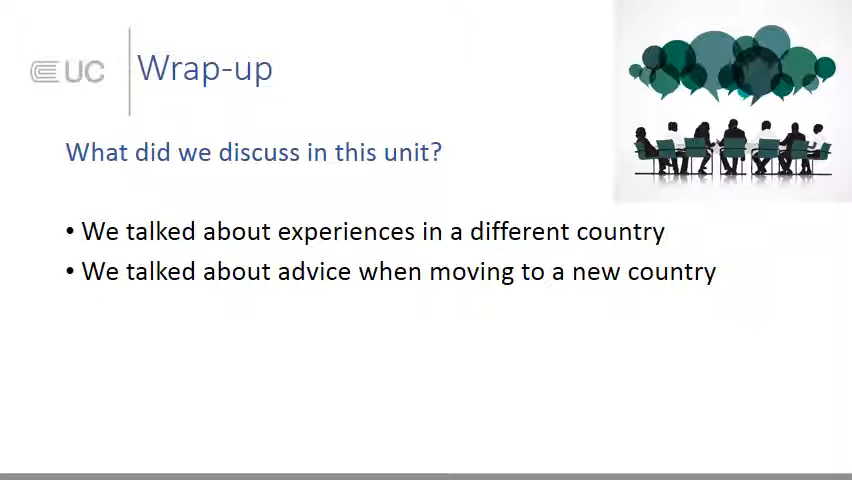 UC
Wrap-up
What did we discuss in this unit?
• We talked about experiences in a different country
• We talked about advice when moving to a new country